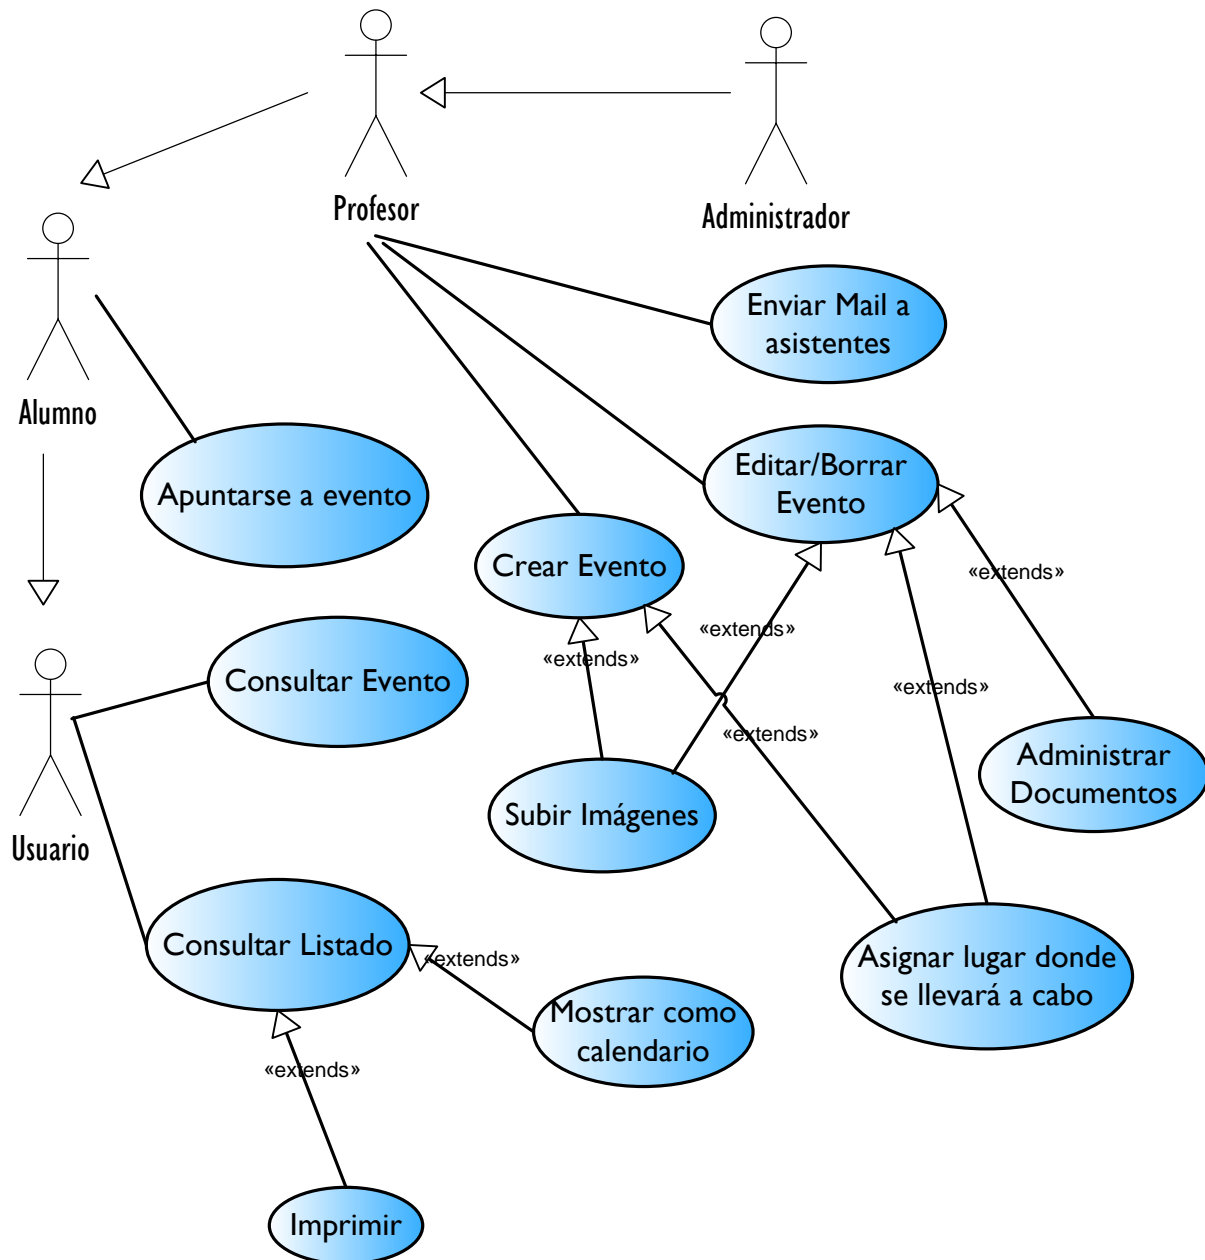 Profesor
Administrador
Enviar Mail a
asistentes
Alumno
Apuntarse a evento
Editar/Borrar
Evento
Crear Evento
«extends»
«extends»
«extends»
Consultar Evento
«extends»
«extends»
Administrar
Documentos
Subir Imágenes
Usuario
Consultar Listado
«extends»
Asignar lugar donde
se llevará a cabo
Mostrar como
calendario
«extends»
Imprimir